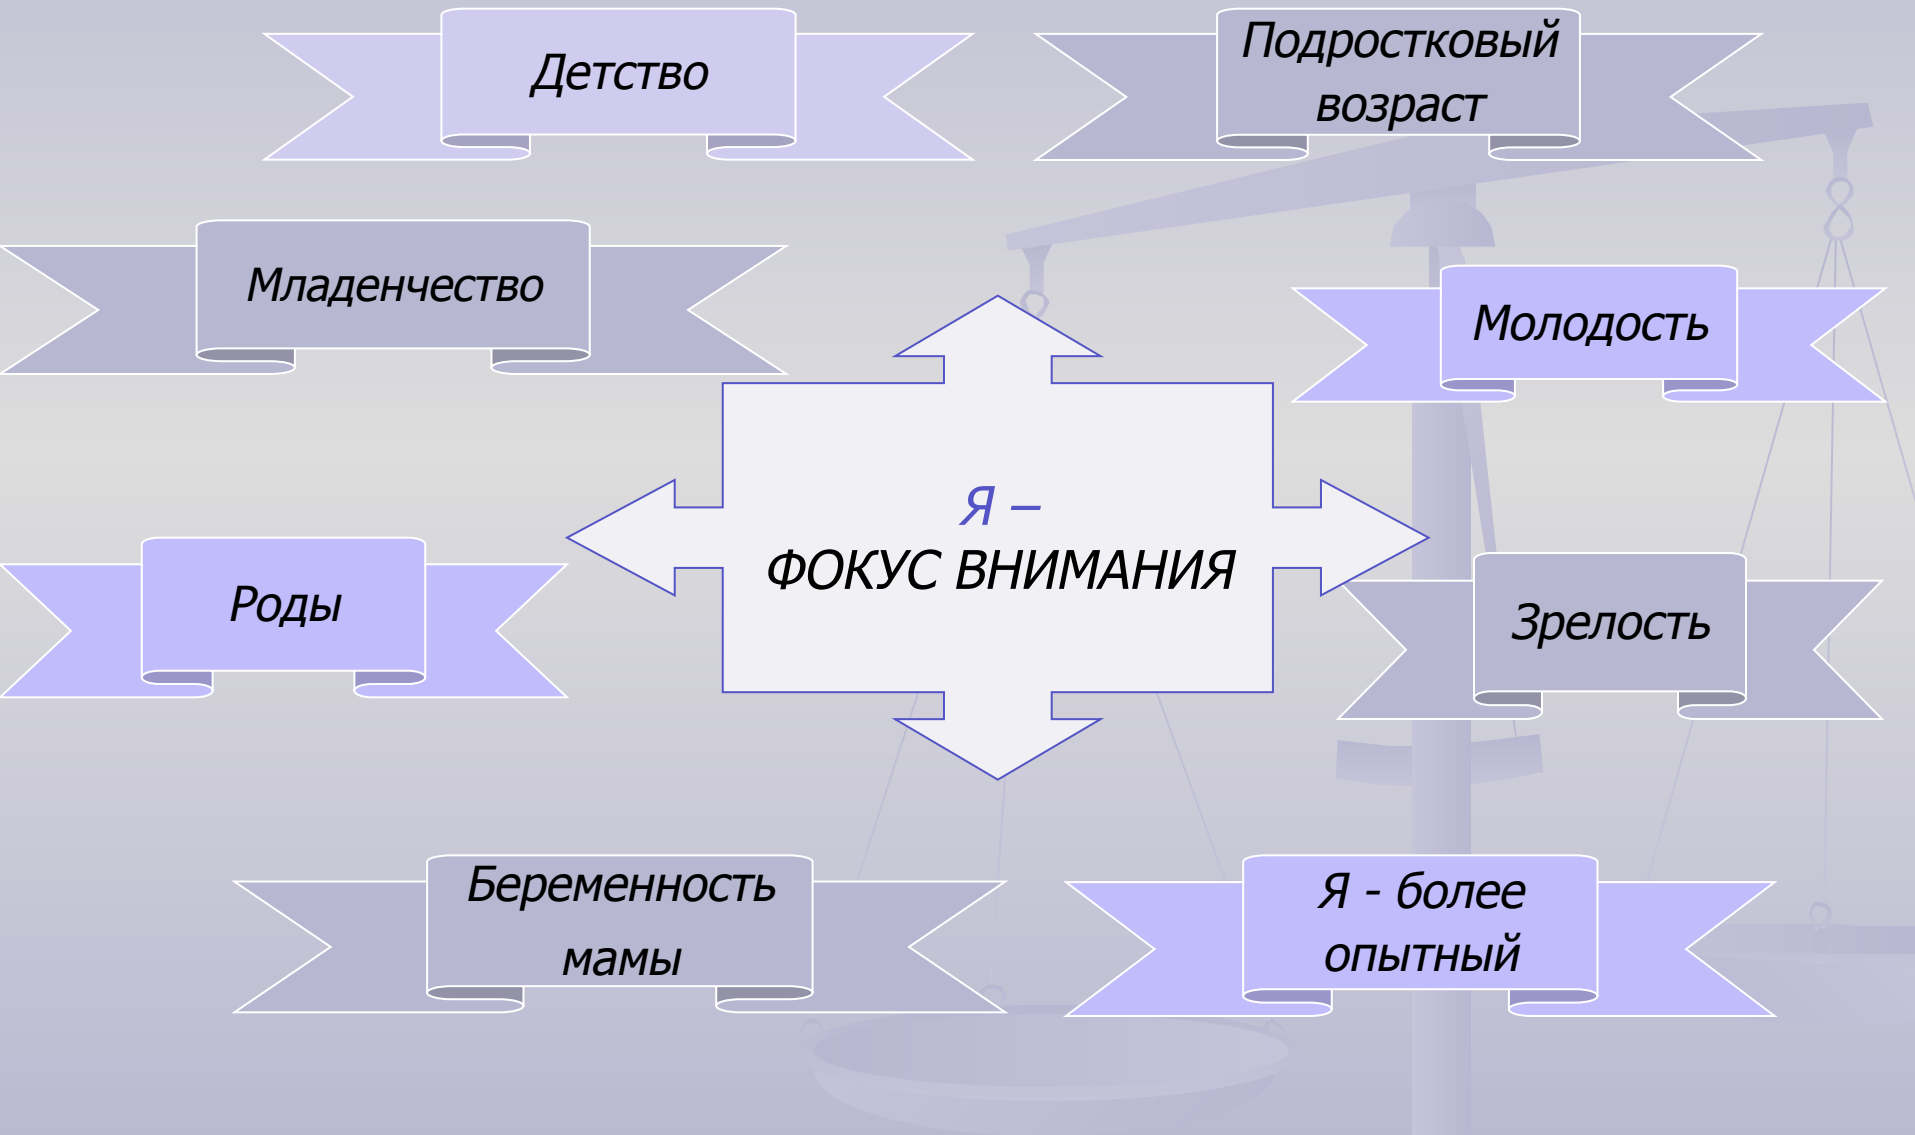 Детство
Подростковый
возраст
Младенчество
Молодость
Я –
ФОКУС ВНИМАНИЯ
Роды
Зрелость
Беременность
мамы
Я - более
опытный